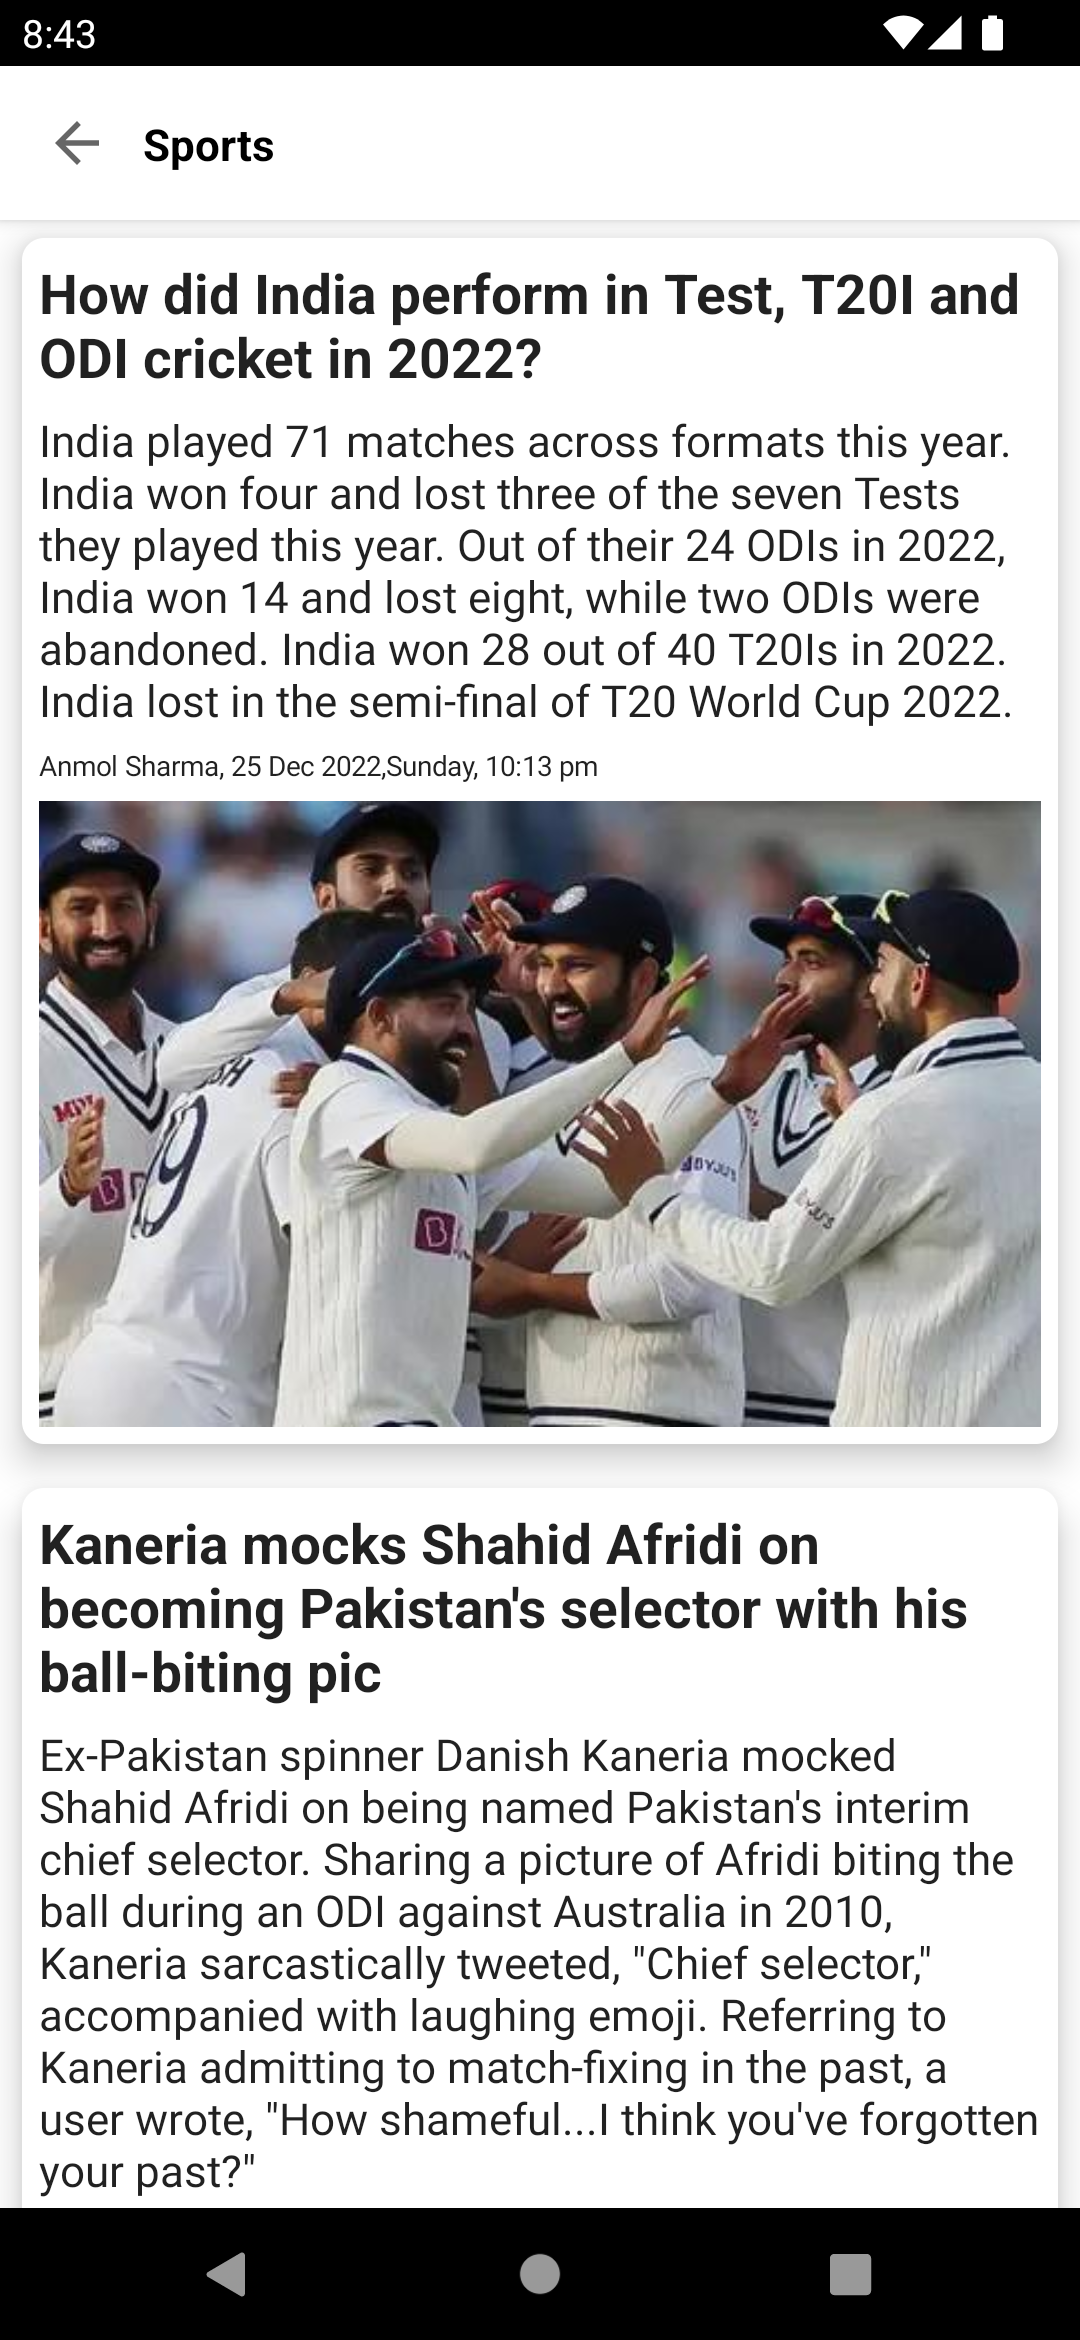 8:43
Sports
How did India perform in Test, T20I and
ODI cricket in 2022?
India played 71 matches across formats this year.
India won four and lost three of the seven Tests
they played this year. Out of their 24 ODIs in 2022,
India won 14 and lost eight, while two ODIs were
abandoned. India won 28 out of 40 T20Is in 2022.
India lost in the semi-final of T20 World Cup 2022.
Anmol Sharma, 25 Dec 2022,Sunday, 10:13 pm
MPL
B
SH
19
B
BYJU'S
BYJU'S
Kaneria mocks Shahid Afridi on
becoming Pakistan's selector with his
ball-biting pic
Ex-Pakistan spinner Danish Kaneria mocked
Shahid Afridi on being named Pakistan's interim
chief selector. Sharing a picture of Afridi biting the
ball during an ODI against Australia in 2010,
Kaneria sarcastically tweeted, "Chief selector,"
accompanied with laughing emoji. Referring to
Kaneria admitting to match-fixing in the past, a
user wrote, "How shameful...I think you've forgotten
your past?"